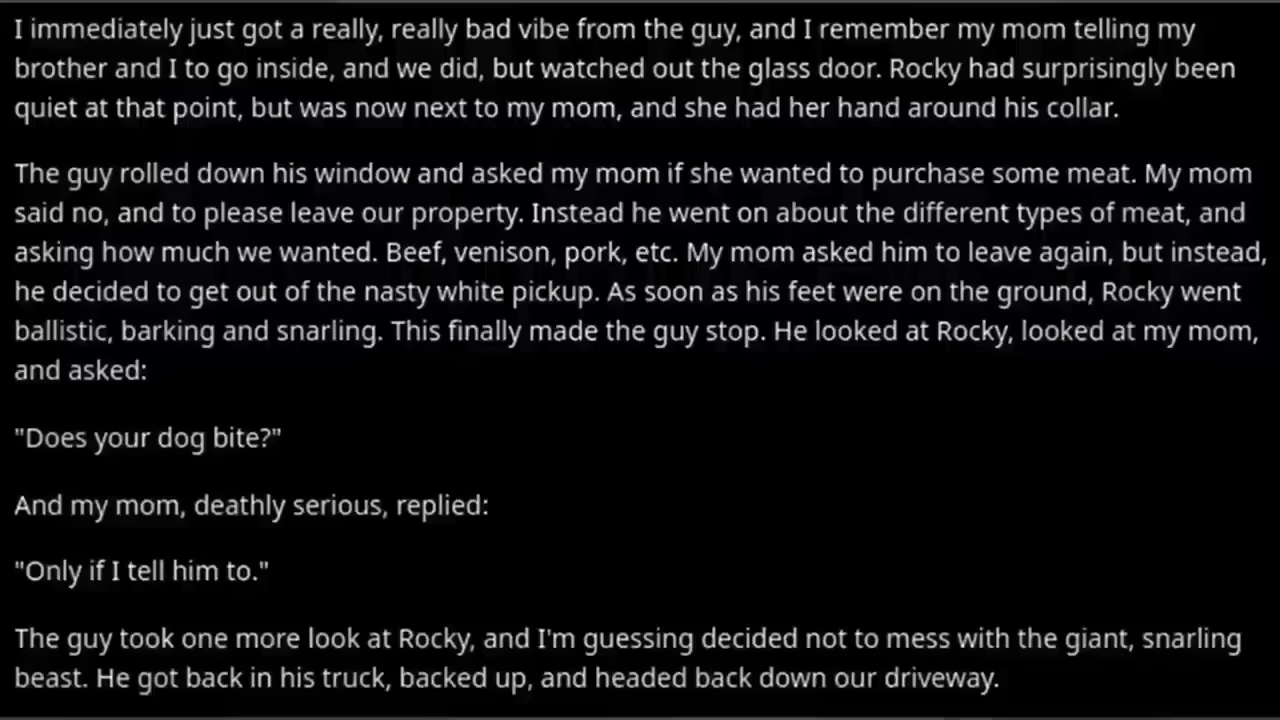 I immediately just got a really, really bad vibe from the guy, and I remember my mom telling my
brother and I to go inside, and we did, but watched out the glass door. Rocky had surprisingly been
quiet at that point, but was now next to my mom, and she had her hand around his collar.
The guy rolled down his window and asked my mom if she wanted to purchase some meat. My mom
said no, and to please leave our property. Instead he went on about the different types of meat, and
asking how much we wanted. Beef, venison, pork, etc. My mom asked him to leave again, but instead,
he decided to get out of the nasty white pickup. As soon as his feet were on the ground, Rocky went
ballistic, barking and snarling. This finally made the guy stop. He looked at Rocky, looked at my mom,
and asked:
"Does your dog bite?"
And my mom, deathly serious, replied:
"Only if I tell him to."
The guy took one more look at Rocky, and I'm guessing decided not to mess with the giant, snarling
beast. He got back in his truck, backed up, and headed back down our driveway.